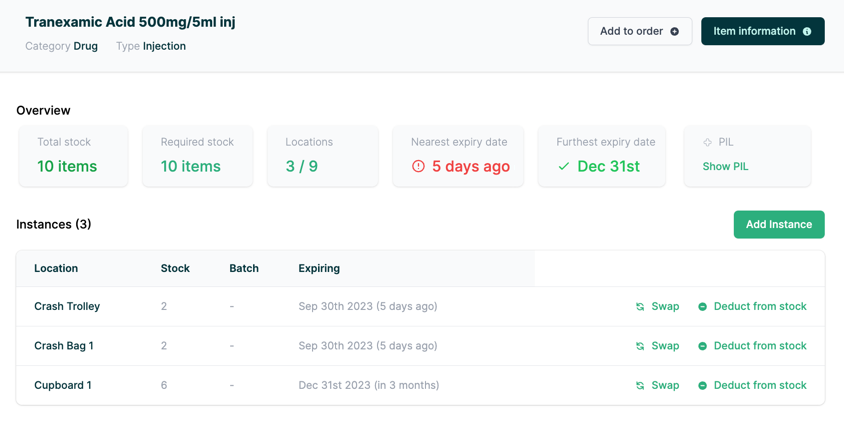 Tranexamic Acid 500mg/5ml inj
Category Drug Type Injection
Add to order
Item information
Overview
Total stock
10 items
Required stock
10 items
Locations
3 / 9
Nearest expiry date
5 days ago
Furthest expiry date
Dec 31st
PIL
Show PIL
Instances (3)
Add Instance
Location Stock Batch Expiring
Crash Trolley 2 - Sep 30th 2023 (5 days ago) Swap Deduct from stock
Crash Bag 1 2 - Sep 30th 2023 (5 days ago) Swap Deduct from stock
Cupboard 1 6 - Dec 31st 2023 (in 3 months) Swap Deduct from stock